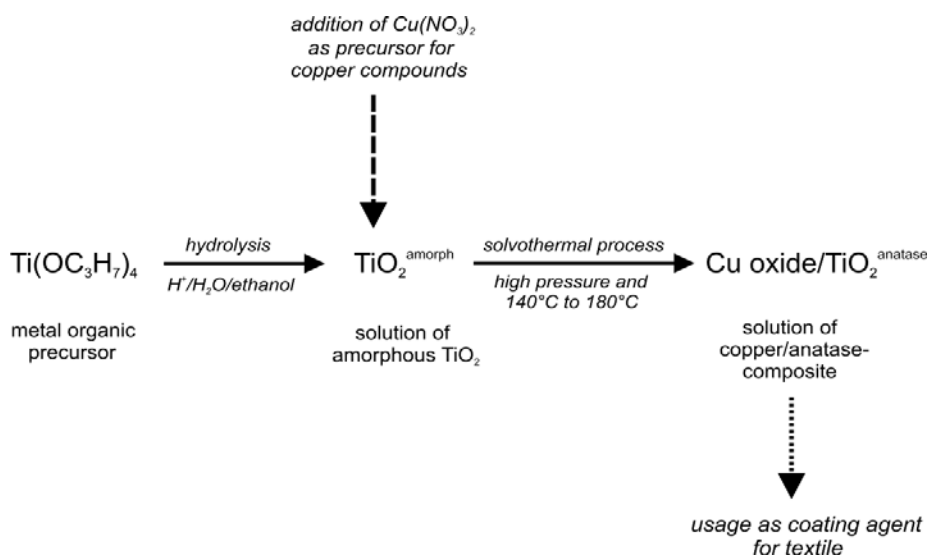 addition of Cu(NO₃)₂
as precursor for
copper compounds
Ti(OC₃H₇)₄
hydrolysis
H⁺/H₂O/ethanol
TiO₂ᵃᵐᵒʳᵖʰ
solvothermal process
high pressure and
140°C to 180°C
Cu oxide/TiO₂ᵃⁿᵃᵗᵃˢᵉ
metal organic
precursor
solution of
amorphous TiO₂
solution of
copper/anatase-
composite
usage as coating agent
for textile